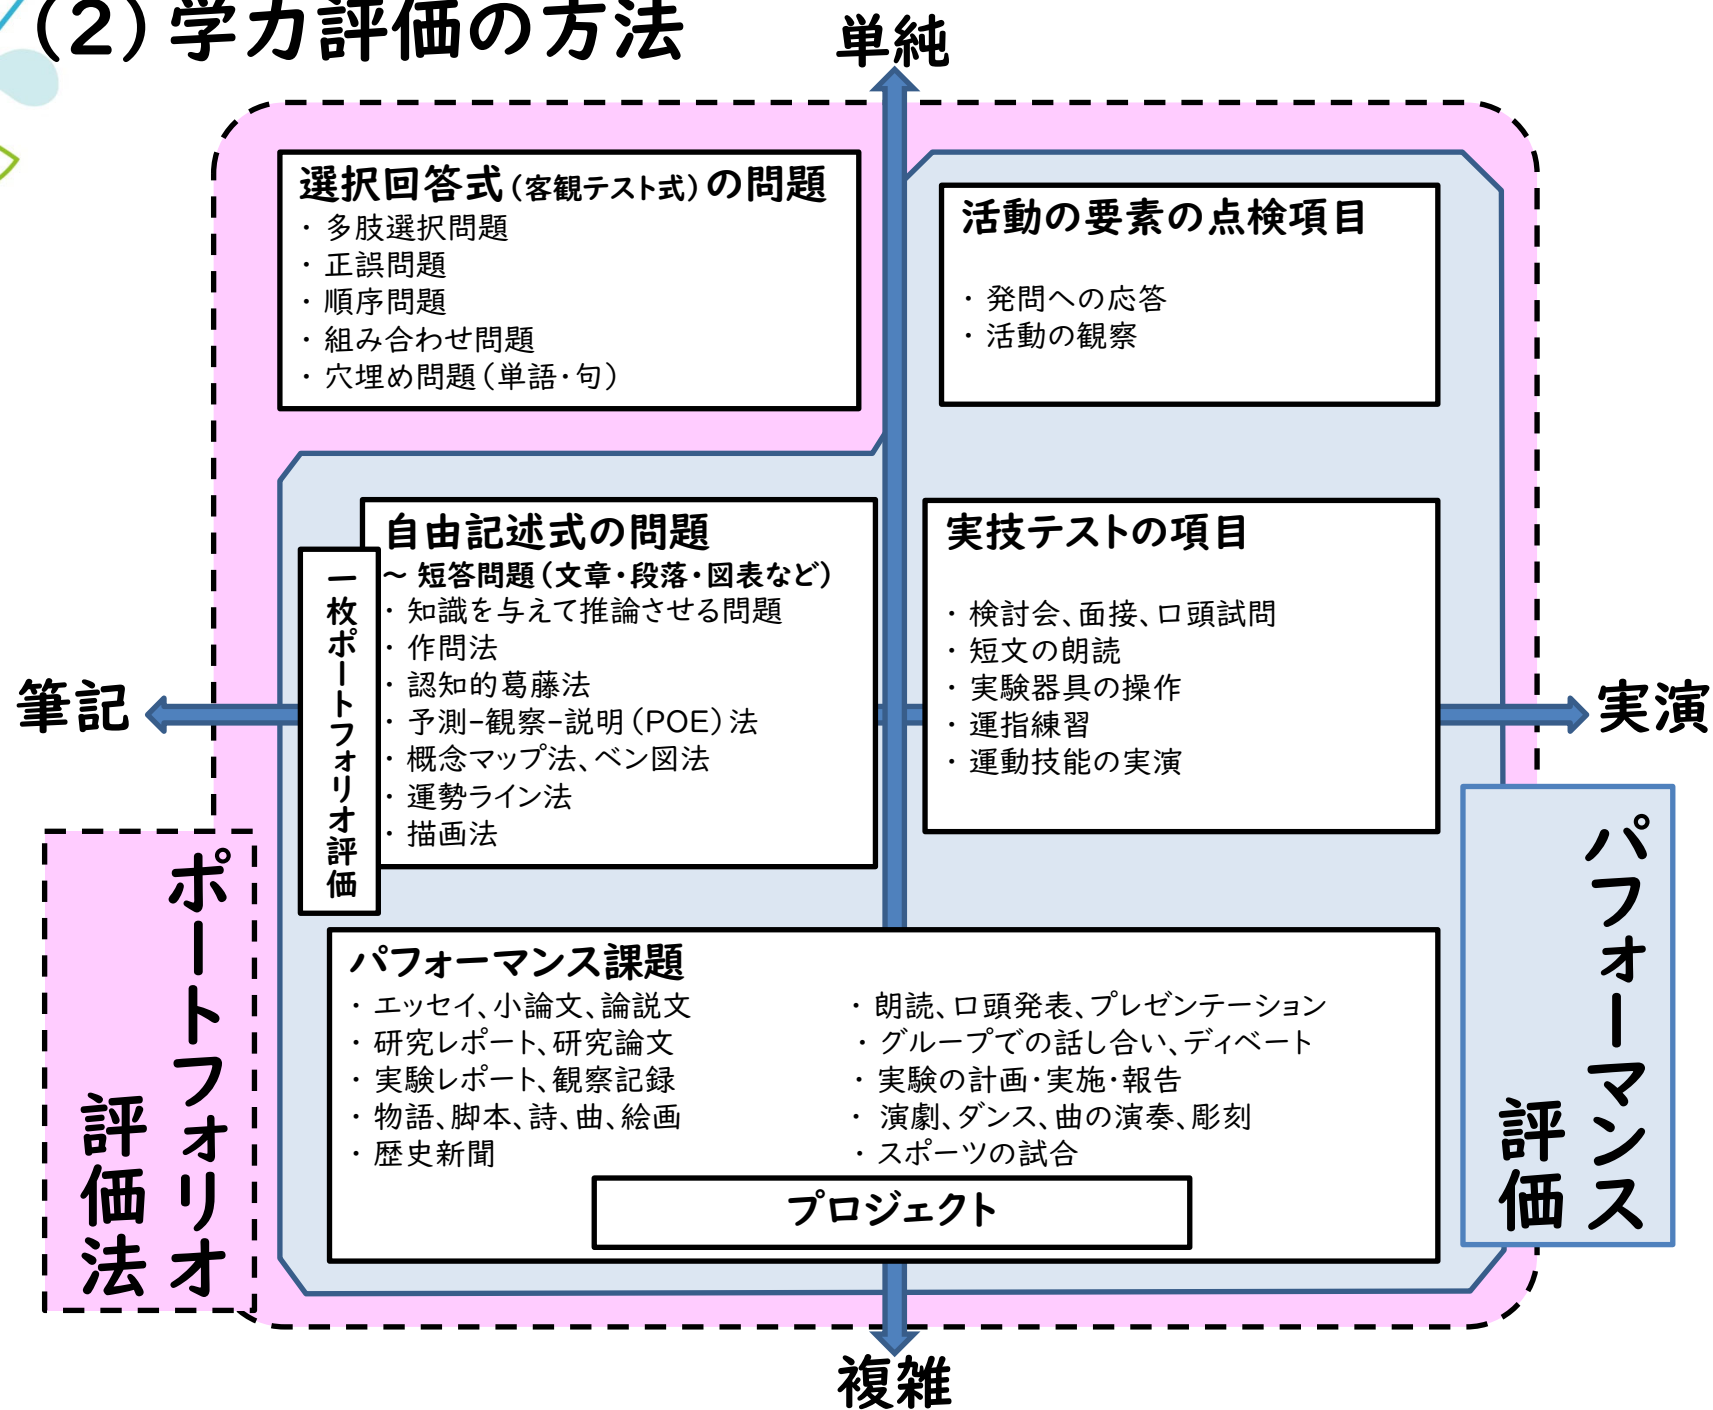 (2)学力評価の方法
単純
選択回答式(客観テスト式)の問題
・多肢選択問題
・正誤問題
・順序問題
・組み合わせ問題
・穴埋め問題(単語・句)
活動の要素の点検項目
・発問への応答
・活動の観察
自由記述式の問題
~ 短答問題(文章・段落・図表など)
・知識を与えて推論させる問題
・作問法
・認知的葛藤法
・予測-観察-説明(POE)法
・概念マップ法、ベン図法
・運勢ライン法
・描画法
一枚ポートフォリオ評価
実技テストの項目
・検討会、面接、口頭試問
・短文の朗読
・実験器具の操作
・運指練習
・運動技能の実演
筆記
実演
パフォーマンス課題
・エッセイ、小論文、論説文
・研究レポート、研究論文
・実験レポート、観察記録
・物語、脚本、詩、曲、絵画
・歴史新聞
・朗読、口頭発表、プレゼンテーション
・グループでの話し合い、ディベート
・実験の計画・実施・報告
・演劇、ダンス、曲の演奏、彫刻
・スポーツの試合
プロジェクト
ポートフォリオ
評価法
パフォーマンス
評価
複雑